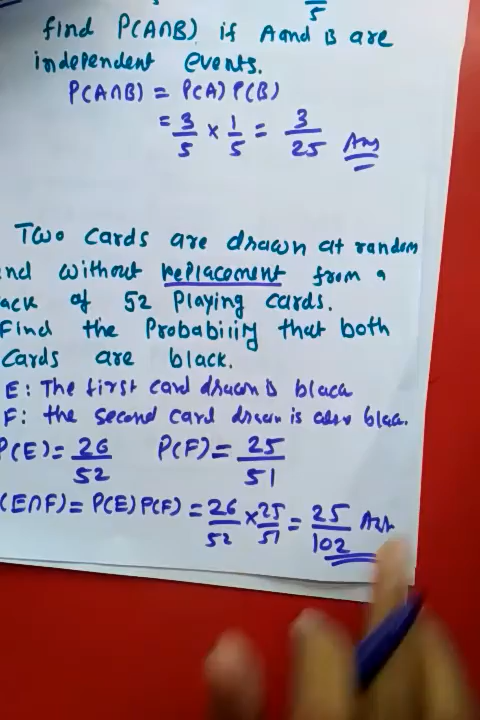 5
find P(A∩B) if A and B are
independent events.
P(A∩B) = P(A) P(B)
= 3/5 × 1/5 = 3/25 Ans
Two cards are drawn at random
nd without replacement from a
ack of 52 Playing cards.
Find the Probability that both
cards are black.
E: The first card drawn is black
F: the second card drawn is also blac.
P(E) = 26/52 P(F) = 25/51
(E∩F) = P(E) P(F) = 26/52 × 25/51 = 25/102 Ans